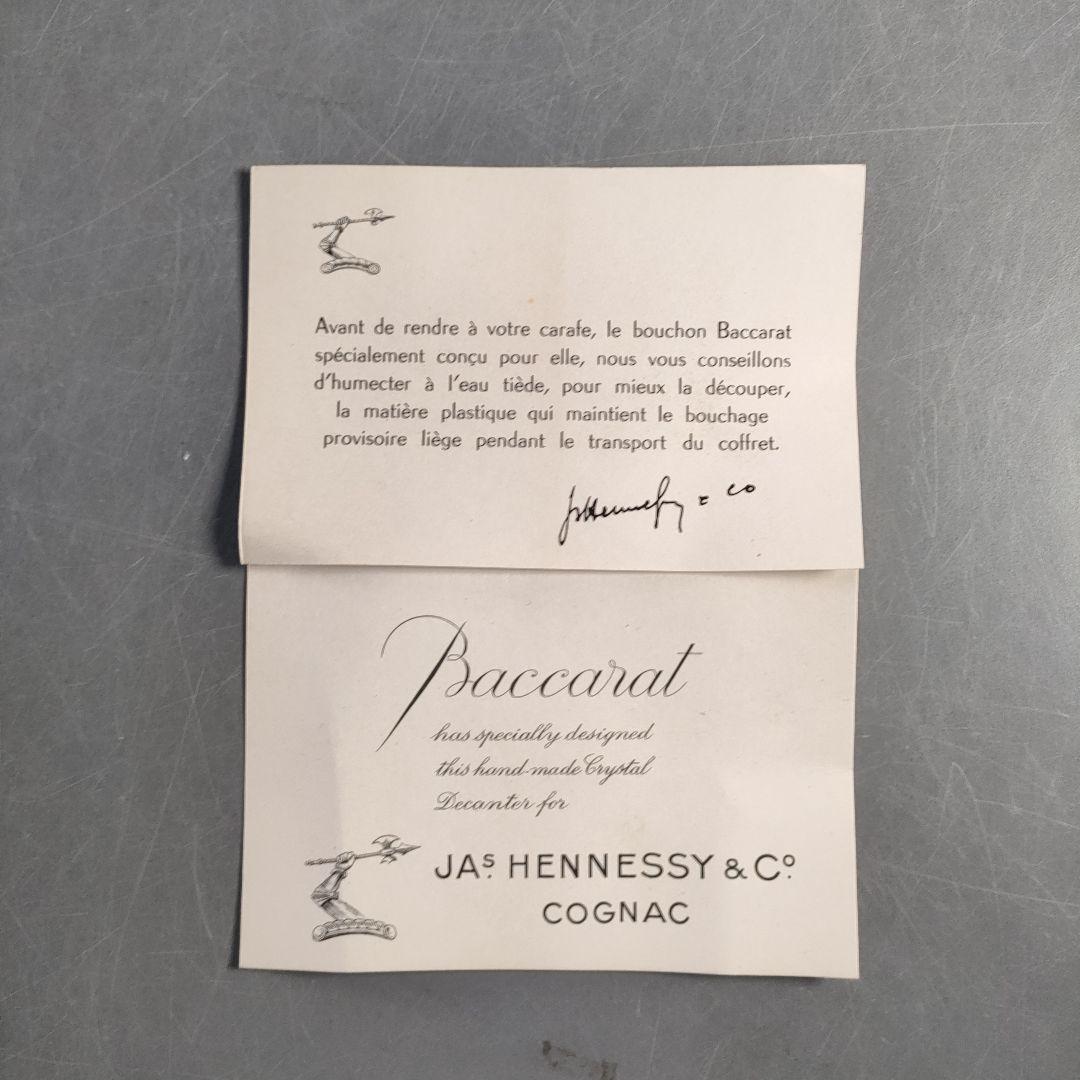 Avant de rendre à votre carafe, le bouchon Baccarat
spécialement conçu pour elle, nous vous conseillons
d'humecter à l'eau tiède, pour mieux la découper,
la matière plastique qui maintient le bouchage
provisoire liège pendant le transport du coffret.
JsHennessy = co
Baccarat
has specially designed
this hand-made Crystal
Decanter for
JAS. HENNESSY & Cº
COGNAC